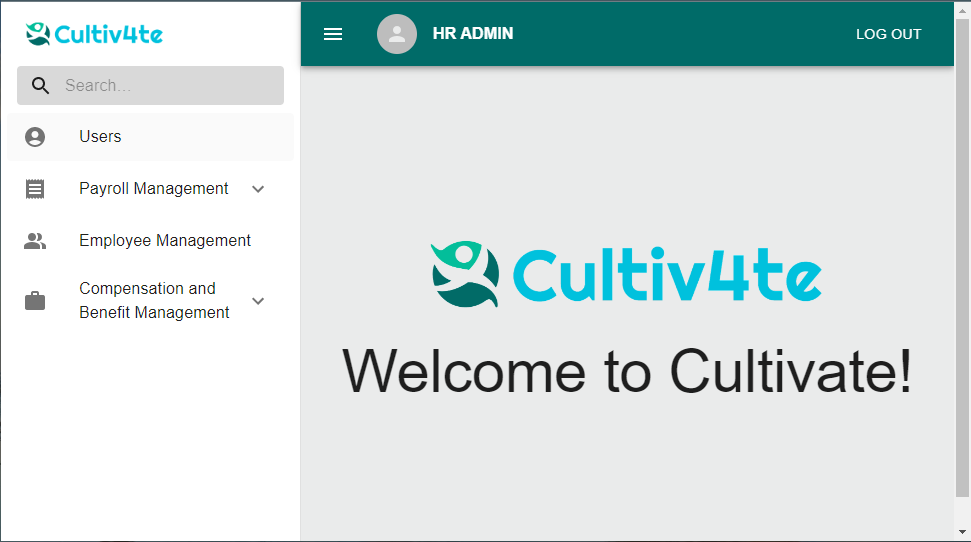 Cultiv4te
Search...
Users
Payroll Management
Employee Management
Compensation and
Benefit Management
HR ADMIN
LOG OUT
Cultiv4te
Welcome to Cultivate!